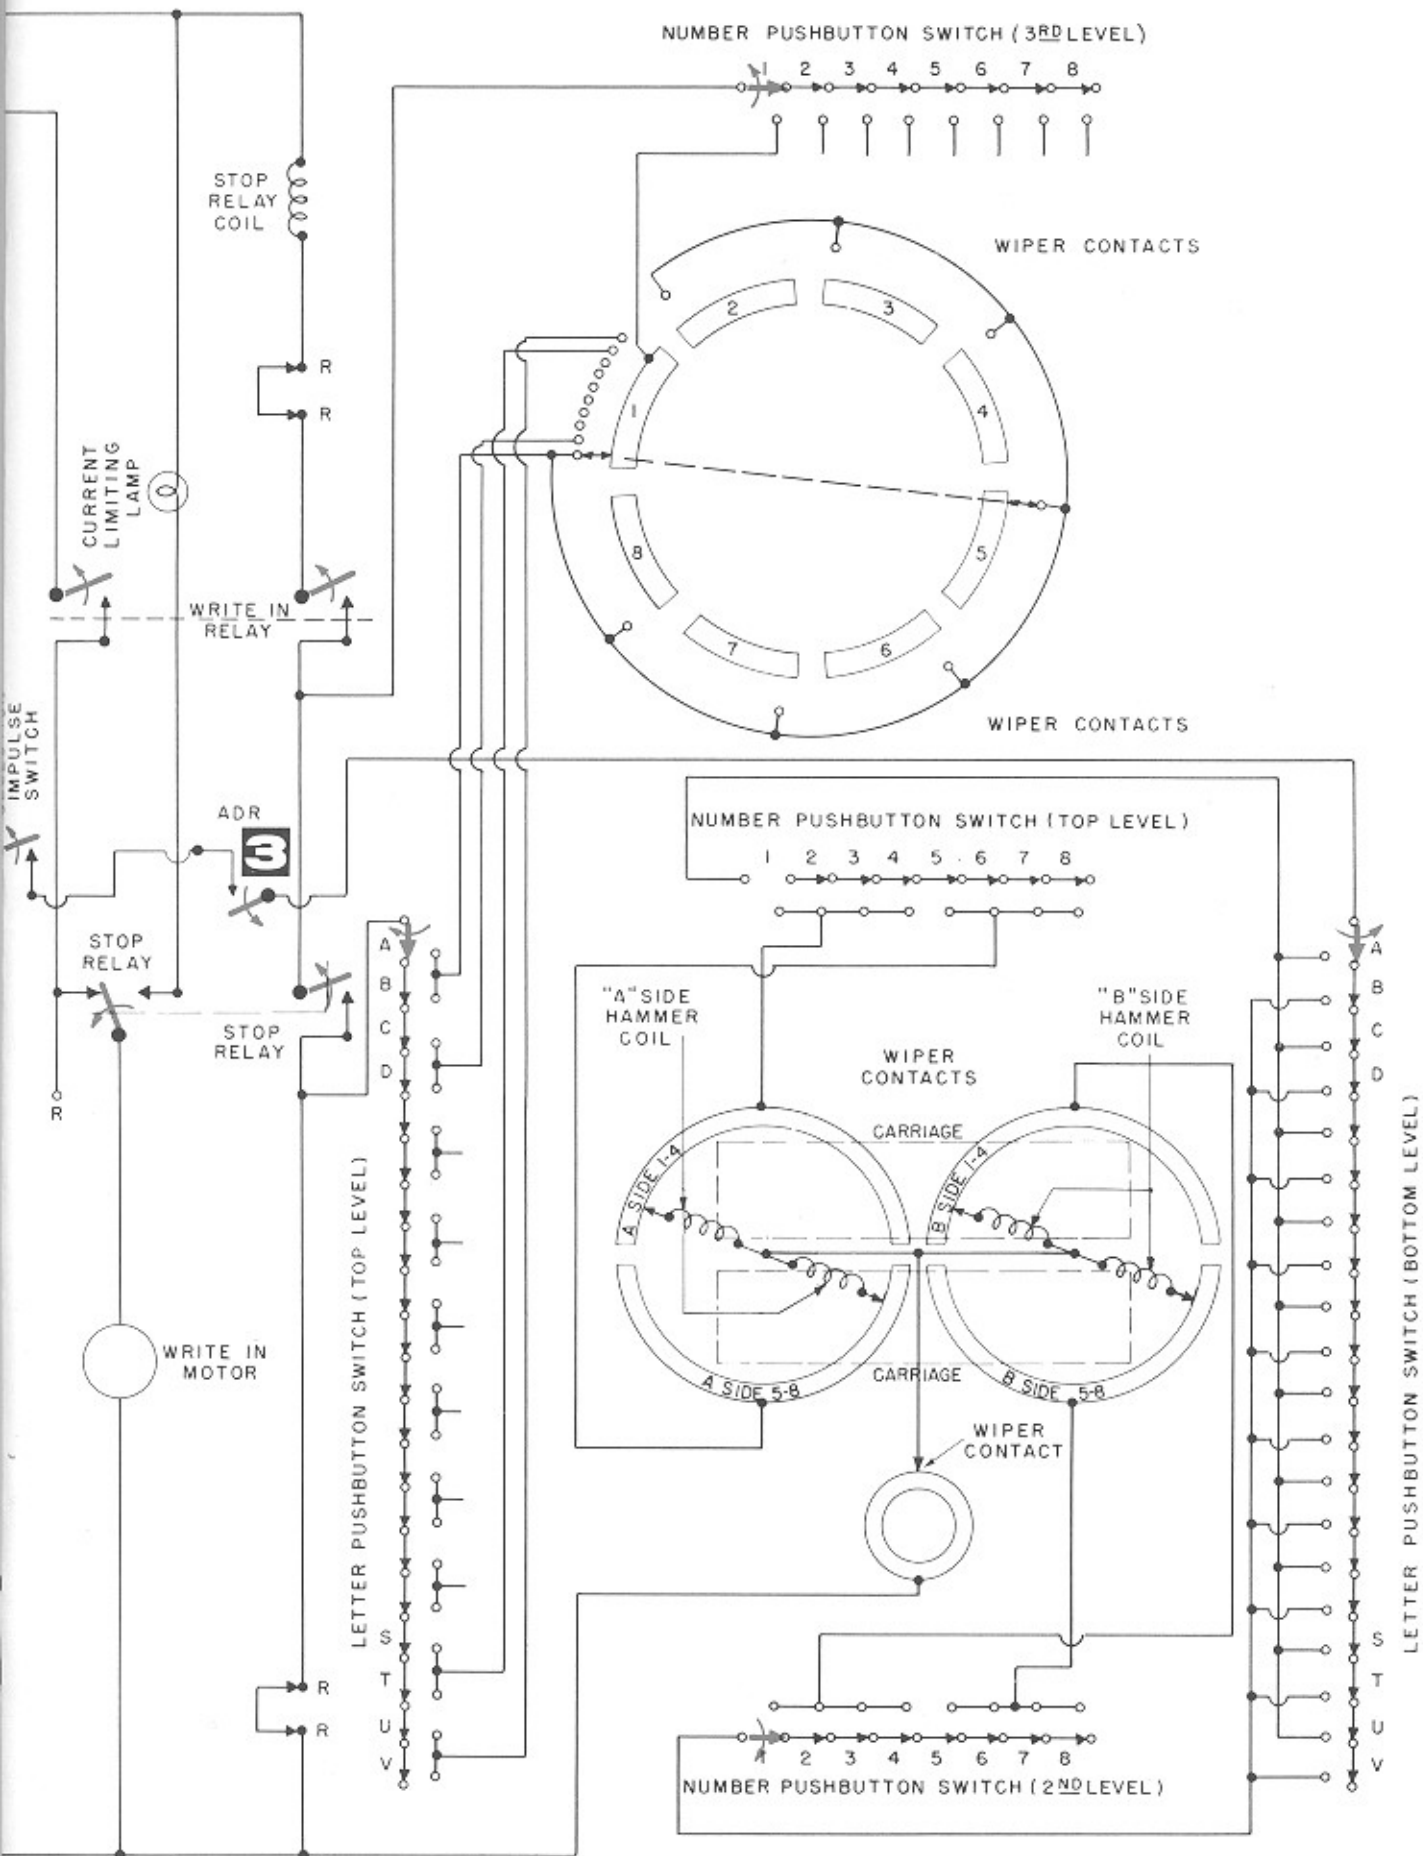 NUMBER PUSHBUTTON SWITCH (3RD LEVEL)
1 2 3 4 5 6 7 8
STOP
RELAY
COIL
WIPER CONTACTS
2
3
R
1
4
R
CURRENT
LIMITING
LAMP
8
5
WRITE IN
RELAY
7
6
IMPULSE
SWITCH
WIPER CONTACTS
ADR
3
NUMBER PUSHBUTTON SWITCH (TOP LEVEL)
1 2 3 4 5 6 7 8
STOP
RELAY
A
B
C
D
STOP
RELAY
"A" SIDE
HAMMER
COIL
"B" SIDE
HAMMER
COIL
WIPER
CONTACTS
A
B
C
D
R
CARRIAGE
A SIDE 1-4
B SIDE 1-4
LETTER PUSHBUTTON SWITCH (TOP LEVEL)
LETTER PUSHBUTTON SWITCH (BOTTOM LEVEL)
WRITE IN
MOTOR
CARRIAGE
A SIDE 5-8
B SIDE 5-8
WIPER
CONTACT
S
T
U
V
S
T
U
V
R
R
1 2 3 4 5 6 7 8
NUMBER PUSHBUTTON SWITCH (2ND LEVEL)